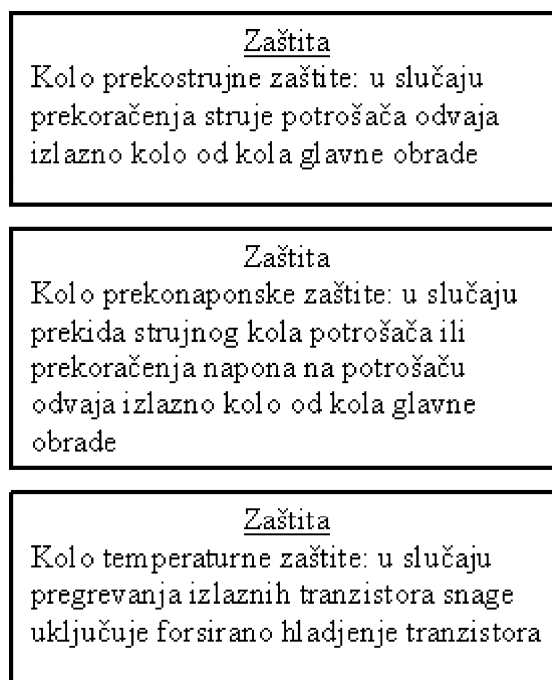 Zaštita
Kolo prekostrujne zaštite: u slučaju
prekoračenja struje potrošača odvaja
izlazno kolo od kola glavne obrade
Zaštita
Kolo prekonaponske zaštite: u slučaju
prekida strujnog kola potrošača ili
prekoračenja napona na potrošaču
odvaja izlazno kolo od kola glavne
obrade
Zaštita
Kolo temperaturne zaštite: u slučaju
pregrevanja izlaznih tranzistora snage
uključuje forsirano hladjenje tranzistora